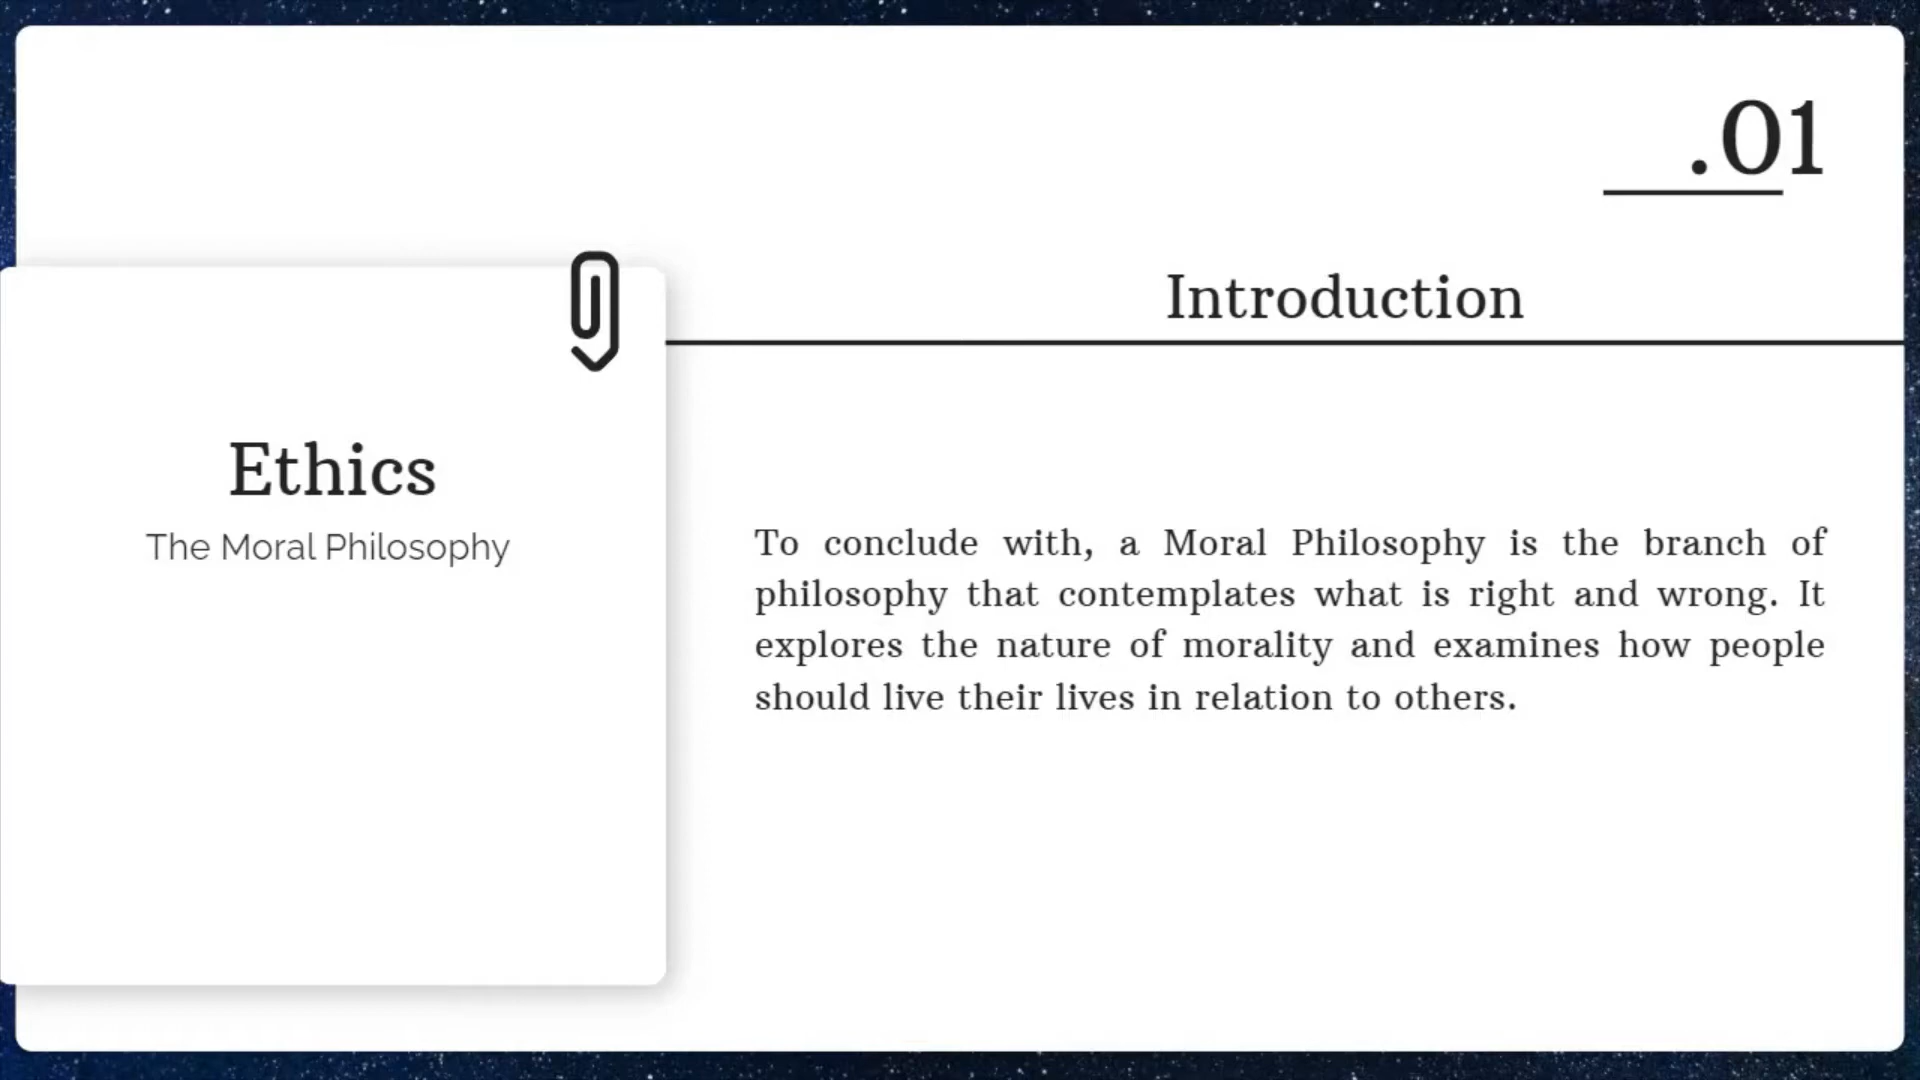 .01
Introduction
Ethics
The Moral Philosophy
To conclude with, a Moral Philosophy is the branch of
philosophy that contemplates what is right and wrong. It
explores the nature of morality and examines how people
should live their lives in relation to others.